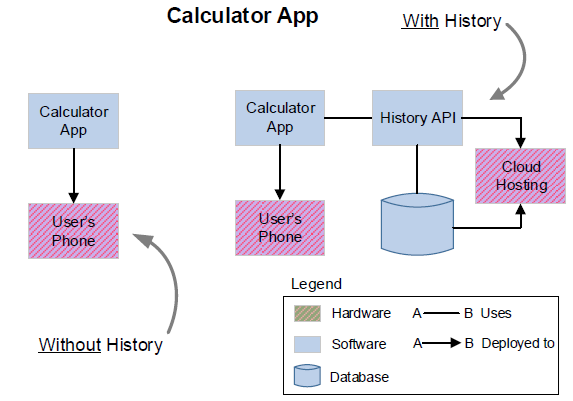 Calculator App
With History
Calculator
App
User's
Phone
Without History
Calculator
App
History API
User's
Phone
Cloud
Hosting
Legend
Hardware
A B Uses
Software
A B Deployed to
Database